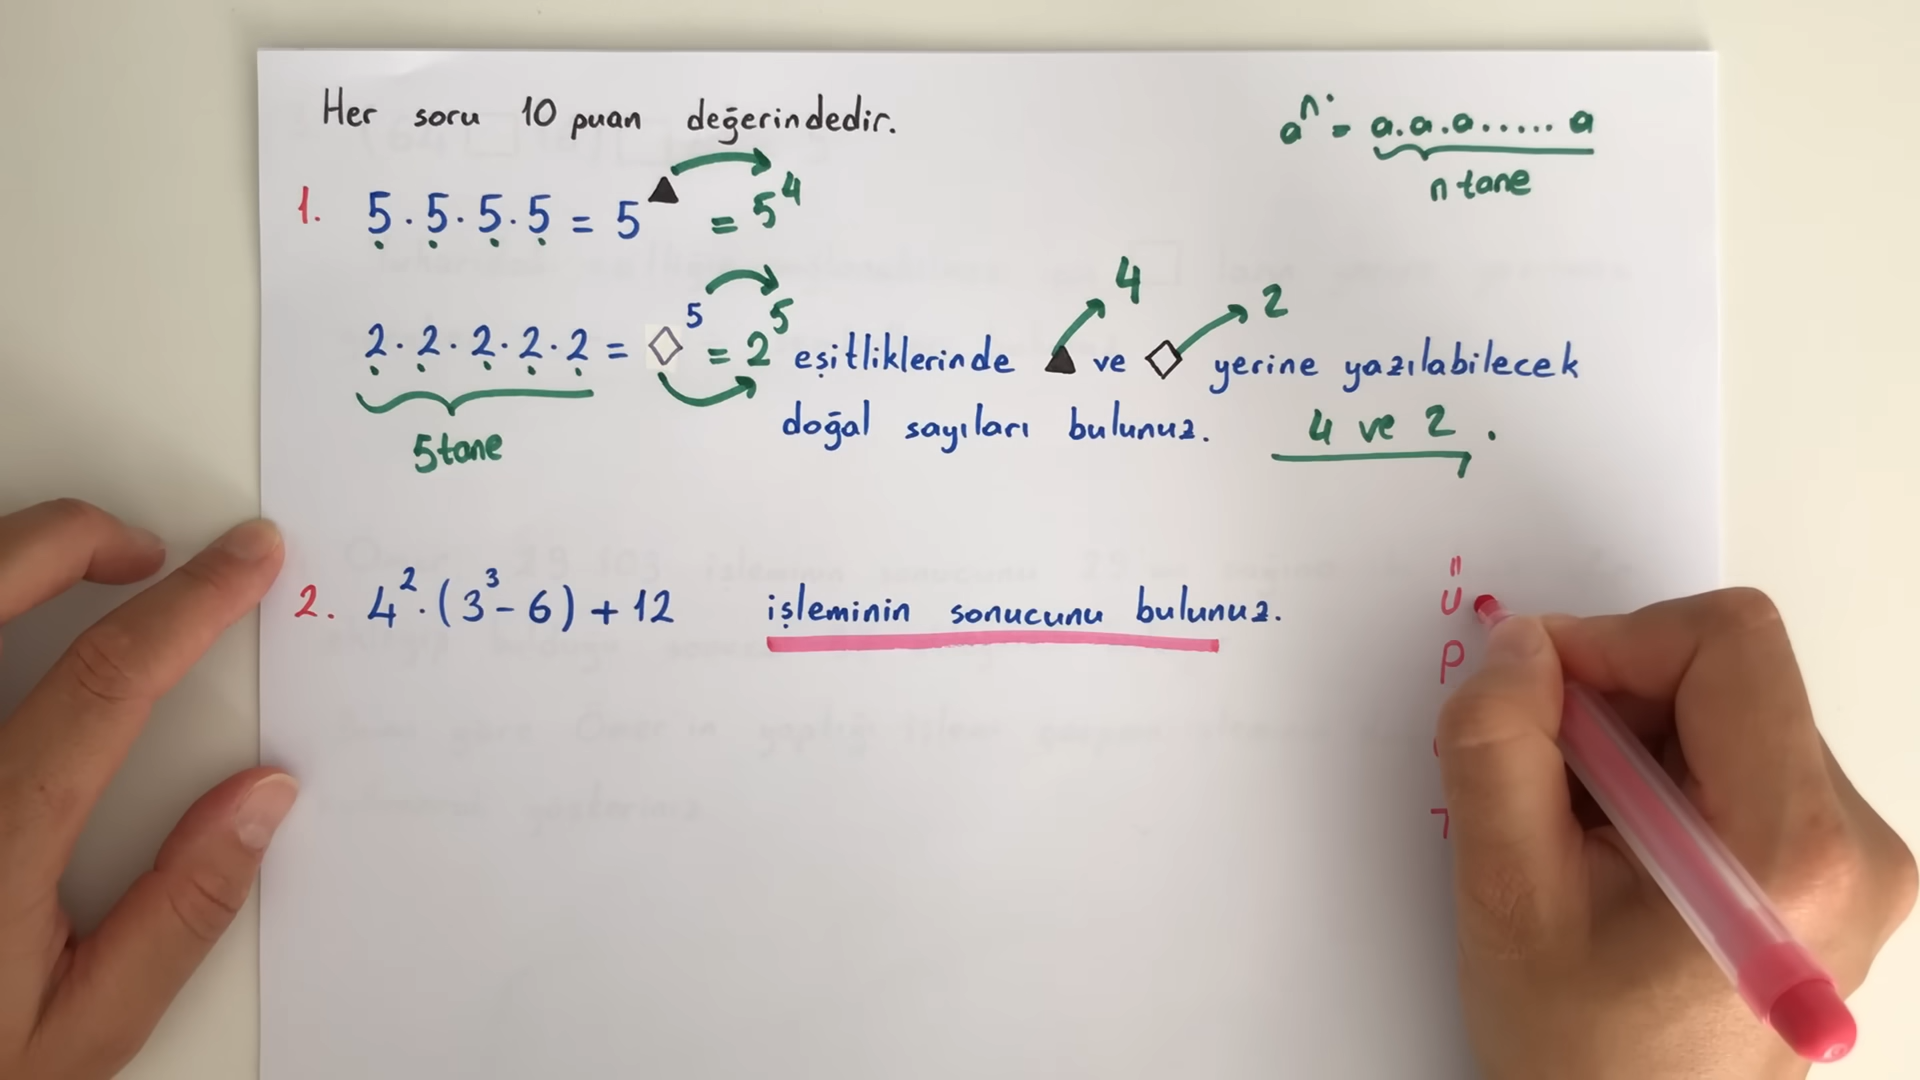 Her soru 10 puan değerindedir.
aⁿ = a.a.a.....a
n tane
1. 5.5.5.5 = 5▲ = 5⁴
2.2.2.2.2 = ◇⁵ = 2⁵ eşitliklerinde ▲ ve ◇ yerine yazılabilecek
4
2
5 tane
doğal sayıları bulunuz. 4 ve 2.
2. 4².(3³-6)+12 işleminin sonucunu bulunuz.
Ü
P